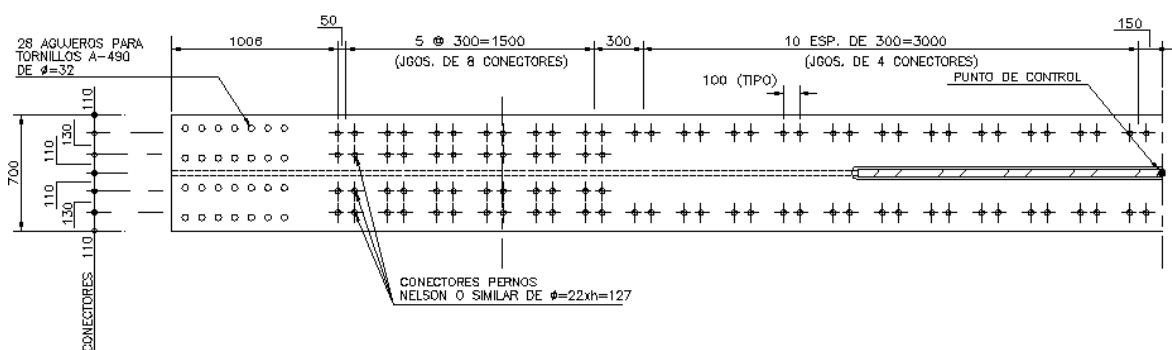 50
150
28 AGUJEROS PARA
TORNILLOS A-490
DE ø=32
1006
5 @ 300=1500
300
10 ESP. DE 300=3000
(JGOS. DE 8 CONECTORES)
(JGOS. DE 4 CONECTORES)
100 (TIPO)
PUNTO DE CONTROL
110
130
110
700
110
130
110
CONECTORES
CONECTORES PERNOS
NELSON O SIMILAR DE ø=22xh=127